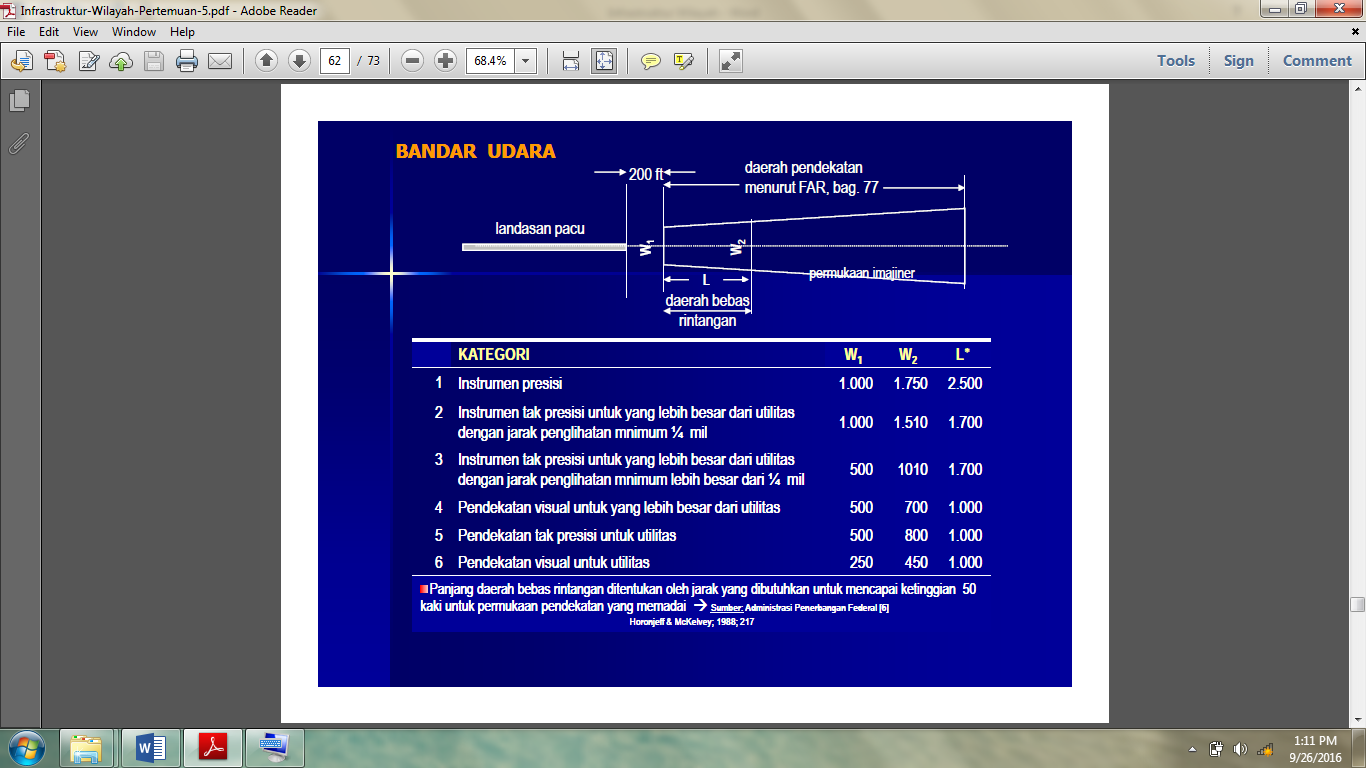 Infrastruktur-Wilayah-Pertemuan-5.pdf - Adobe Reader
File Edit View Window Help
62 / 73 68.4% Tools Sign Comment
BANDAR UDARA
200 ft
daerah pendekatan
menurut FAR, bag. 77
landasan pacu
W1
W2
permukaan imajiner
L
daerah bebas
rintangan
KATEGORI W1 W2 L*
1 Instrumen presisi 1.000 1.750 2.500
2 Instrumen tak presisi untuk yang lebih besar dari utilitas
dengan jarak penglihatan mnimum ¼ mil 1.000 1.510 1.700
3 Instrumen tak presisi untuk yang lebih besar dari utilitas
dengan jarak penglihatan mnimum lebih besar dari ¼ mil 500 1010 1.700
4 Pendekatan visual untuk yang lebih besar dari utilitas 500 700 1.000
5 Pendekatan tak presisi untuk utilitas 500 800 1.000
6 Pendekatan visual untuk utilitas 250 450 1.000
Panjang daerah bebas rintangan ditentukan oleh jarak yang dibutuhkan untuk mencapai ketinggian 50
kaki untuk permukaan pendekatan yang memadai → Sumber: Administrasi Penerbangan Federal [6]
Horonjeff & McKelvey; 1988; 217
1:11 PM
9/26/2016